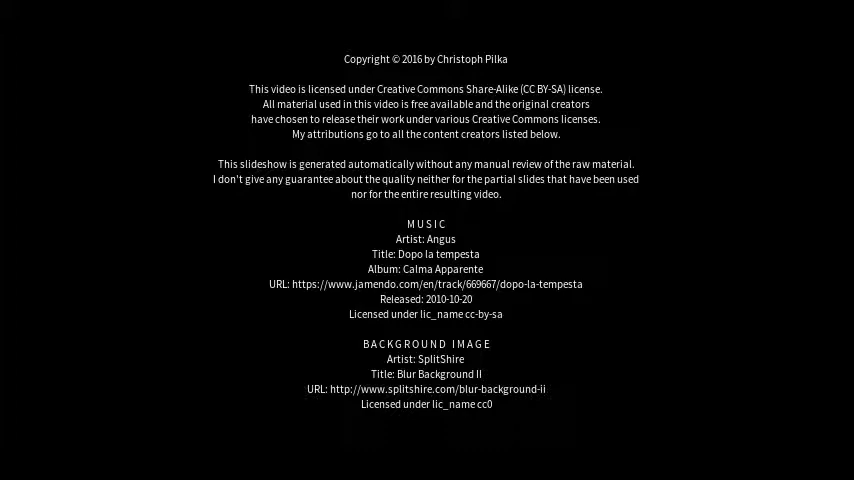 Copyright © 2016 by Christoph Pilka
This video is licensed under Creative Commons Share-Alike (CC BY-SA) license.
All material used in this video is free available and the original creators
have chosen to release their work under various Creative Commons licenses.
My attributions go to all the content creators listed below.
This slideshow is generated automatically without any manual review of the raw material.
I don't give any guarantee about the quality neither for the partial slides that have been used
nor for the entire resulting video.
MUSIC
Artist: Angus
Title: Dopo la tempesta
Album: Calma Apparente
URL: https://www.jamendo.com/en/track/669667/dopo-la-tempesta
Released: 2010-10-20
Licensed under lic_name cc-by-sa
BACKGROUND IMAGE
Artist: SplitShire
Title: Blur Background II
URL: http://www.splitshire.com/blur-background-ii
Licensed under lic_name cc0